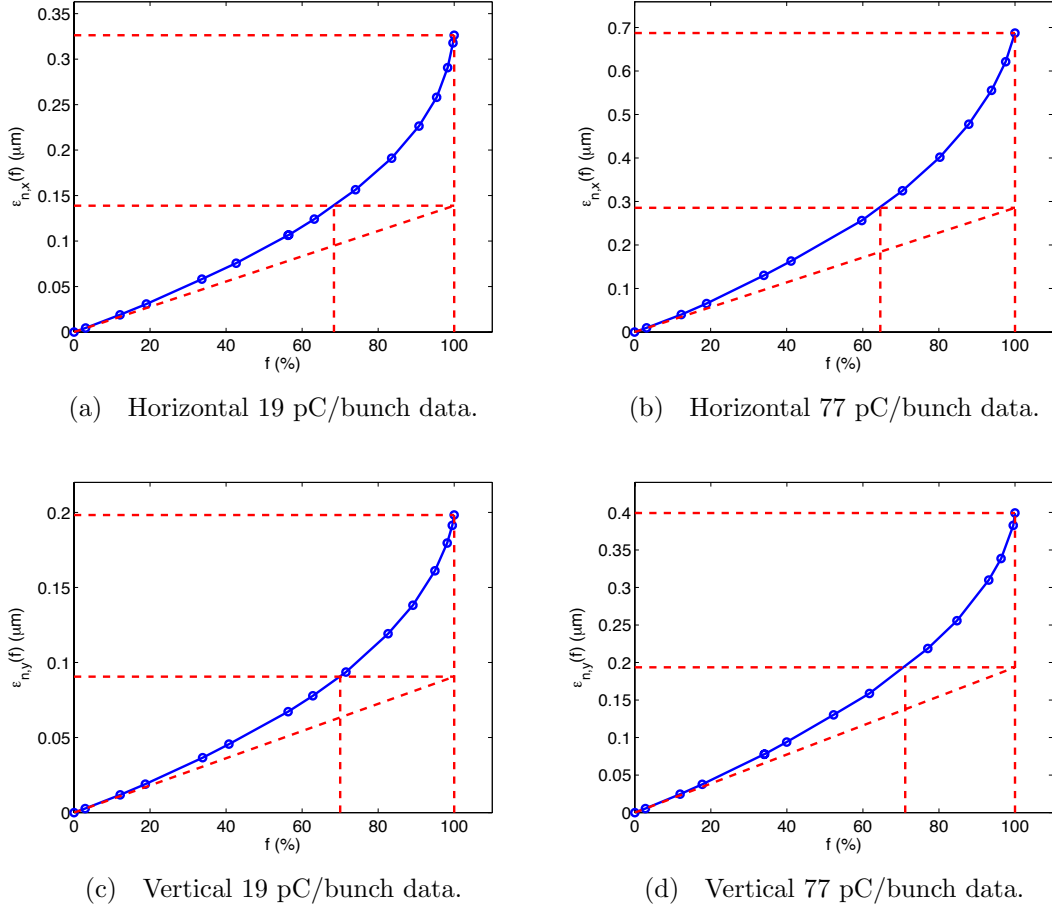 0.35
0.3
0.25
0.2
0.15
0.1
0.05
0
ε_{n,x}(f) (μm)
0 20 40 60 80 100
f (%)
(a) Horizontal 19 pC/bunch data.
0.7
0.6
0.5
0.4
0.3
0.2
0.1
0
ε_{n,x}(f) (μm)
0 20 40 60 80 100
f (%)
(b) Horizontal 77 pC/bunch data.
0.2
0.15
0.1
0.05
0
ε_{n,y}(f) (μm)
0 20 40 60 80 100
f (%)
(c) Vertical 19 pC/bunch data.
0.4
0.35
0.3
0.25
0.2
0.15
0.1
0.05
0
ε_{n,y}(f) (μm)
0 20 40 60 80 100
f (%)
(d) Vertical 77 pC/bunch data.